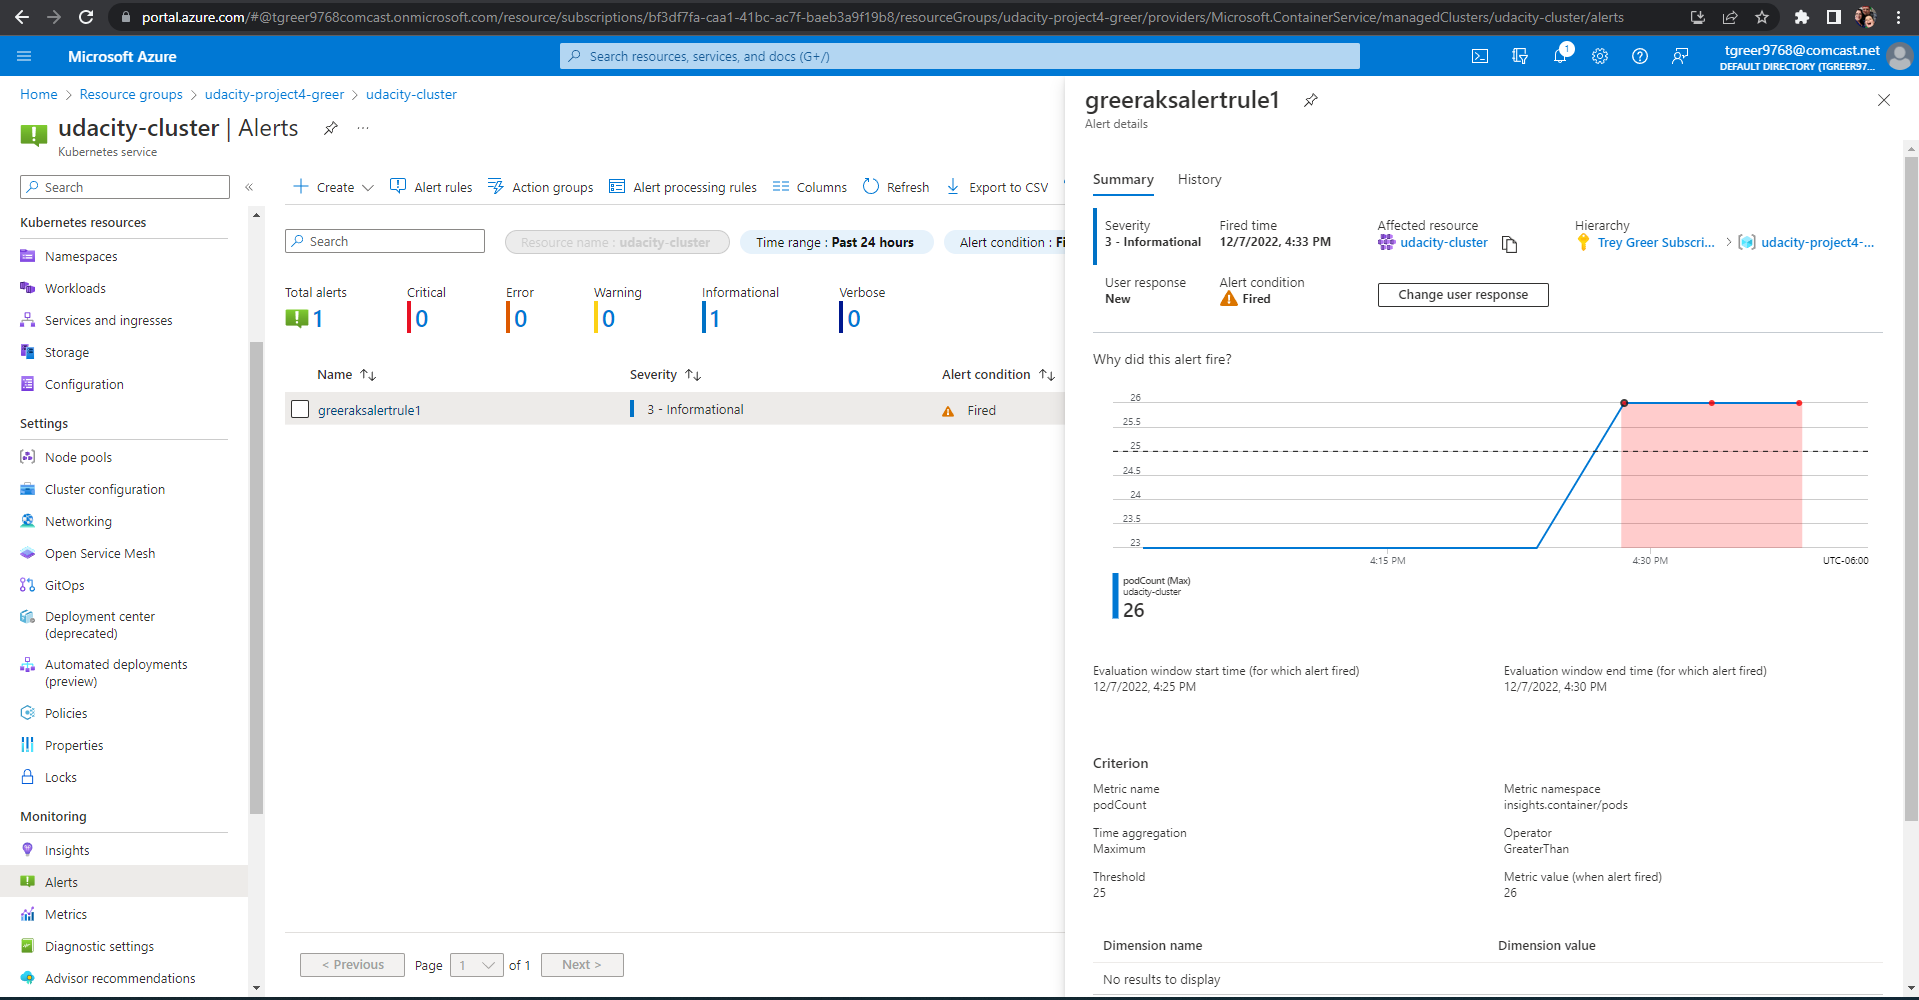 portal.azure.com/#@tgreer9768comcast.onmicrosoft.com/resource/subscriptions/bf3df7fa-caa1-41bc-ac7f-baeb3a9f19b8/resourceGroups/udacity-project4-greer/providers/Microsoft.ContainerService/managedClusters/udacity-cluster/alerts
Microsoft Azure
Search resources, services, and docs (G+/)
1
tgreer9768@comcast.net
DEFAULT DIRECTORY (TGREER97...
Home > Resource groups > udacity-project4-greer > udacity-cluster
udacity-cluster | Alerts ...
Kubernetes service
Search «
Kubernetes resources
Namespaces
Workloads
Services and ingresses
Storage
Configuration
Settings
Node pools
Cluster configuration
Networking
Open Service Mesh
GitOps
Deployment center
(deprecated)
Automated deployments
(preview)
Policies
Properties
Locks
Monitoring
Insights
Alerts
Metrics
Diagnostic settings
Advisor recommendations
Create Alert rules Action groups Alert processing rules Columns Refresh Export to CSV
Search Resource name : udacity-cluster Time range : Past 24 hours Alert condition : Fi
Total alerts Critical Error Warning Informational Verbose
1 0 0 0 1 0
Name Severity Alert condition
greeraksalertrule1 3 - Informational Fired
< Previous Page 1 of 1 Next >
greeraksalertrule1
Alert details
Summary History
Severity Fired time Affected resource Hierarchy
3 - Informational 12/7/2022, 4:33 PM udacity-cluster Trey Greer Subscri... > udacity-project4-...
User response Alert condition
New Fired Change user response
Why did this alert fire?
26
25.5
25
24.5
24
23.5
23
4:15 PM 4:30 PM UTC-06:00
podCount (Max)
udacity-cluster
26
Evaluation window start time (for which alert fired) Evaluation window end time (for which alert fired)
12/7/2022, 4:25 PM 12/7/2022, 4:30 PM
Criterion
Metric name Metric namespace
podCount insights.container/pods
Time aggregation Operator
Maximum GreaterThan
Threshold Metric value (when alert fired)
25 26
Dimension name Dimension value
No results to display